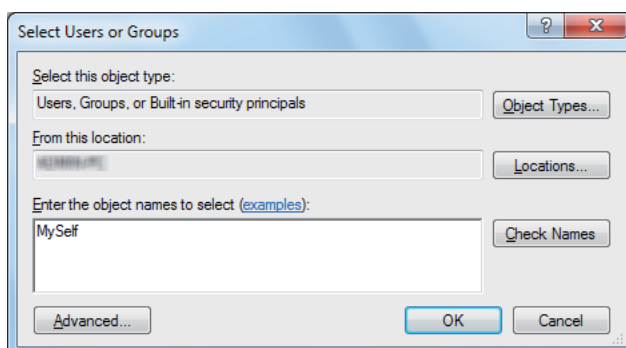 Select Users or Groups
Select this object type:
Users, Groups, or Built-in security principals
Object Types...
From this location:
Locations...
Enter the object names to select (examples):
MySelf
Check Names
Advanced...
OK
Cancel